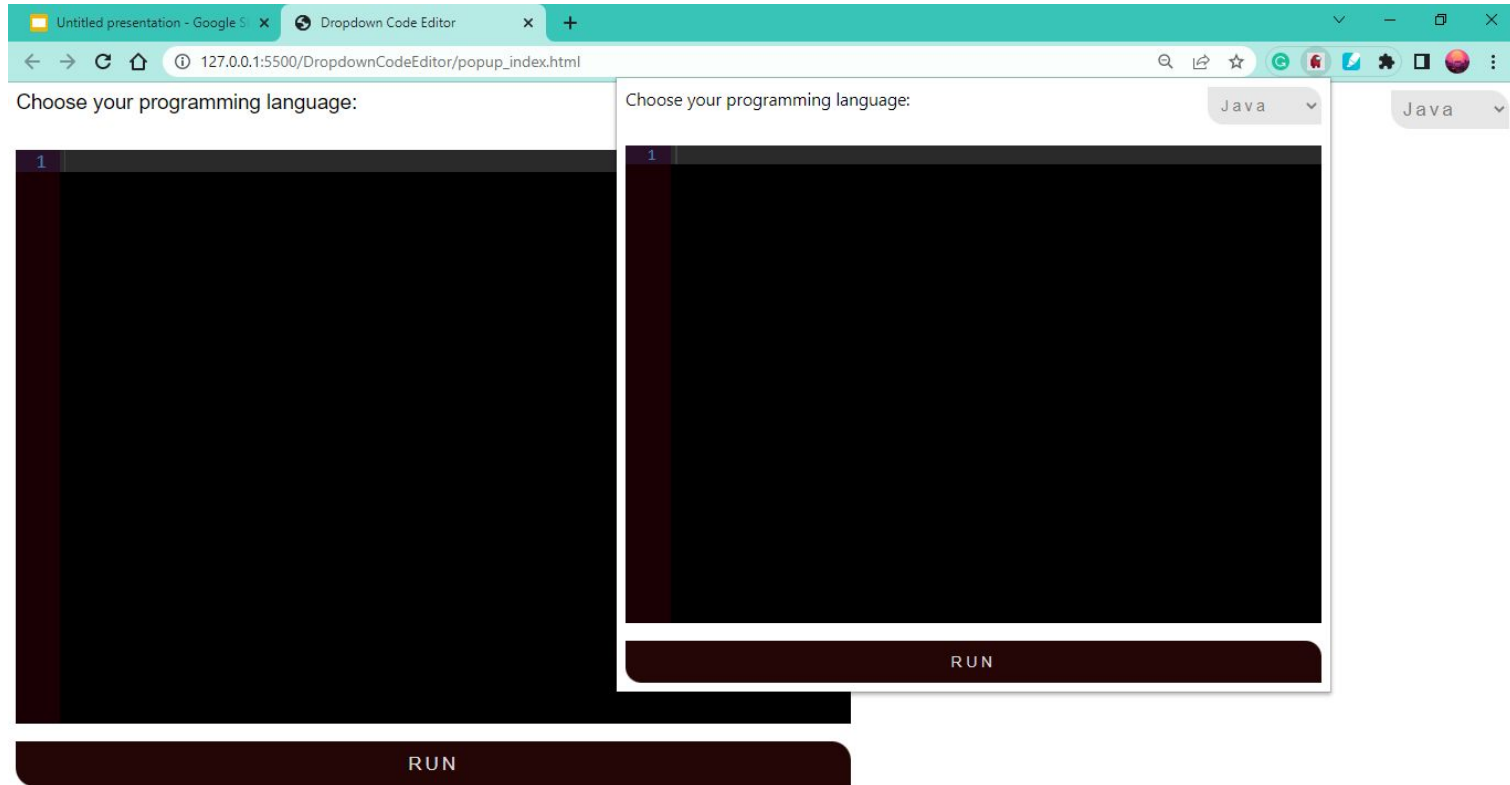 Untitled presentation - Google S
Dropdown Code Editor
127.0.0.1:5500/DropdownCodeEditor/popup_index.html
Choose your programming language:
Java
1
RUN
Choose your programming language:
Java
1
RUN